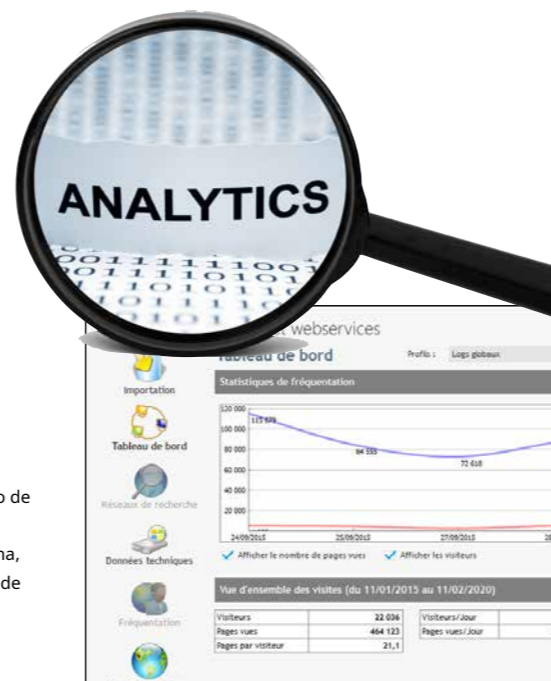 ANALYTICS
webservices
Tableau de bord
Profils : Logs globaux
Importation
Statistiques de fréquentation
120 000
100 000
80 000
60 000
40 000
20 000
84 555
72 618
24/09/2015 25/09/2015 27/09/2015
Afficher le nombre de pages vues Afficher les visiteurs
Tableau de bord
Réseaux de recherche
Données techniques
Fréquentation
Vue d'ensemble des visites (du 11/01/2015 au 11/02/2020)
Visiteurs 22 036 Visiteurs/Jour
Pages vues 464 123 Pages vues/Jour
Pages par visiteur 21,1
de
na,
de